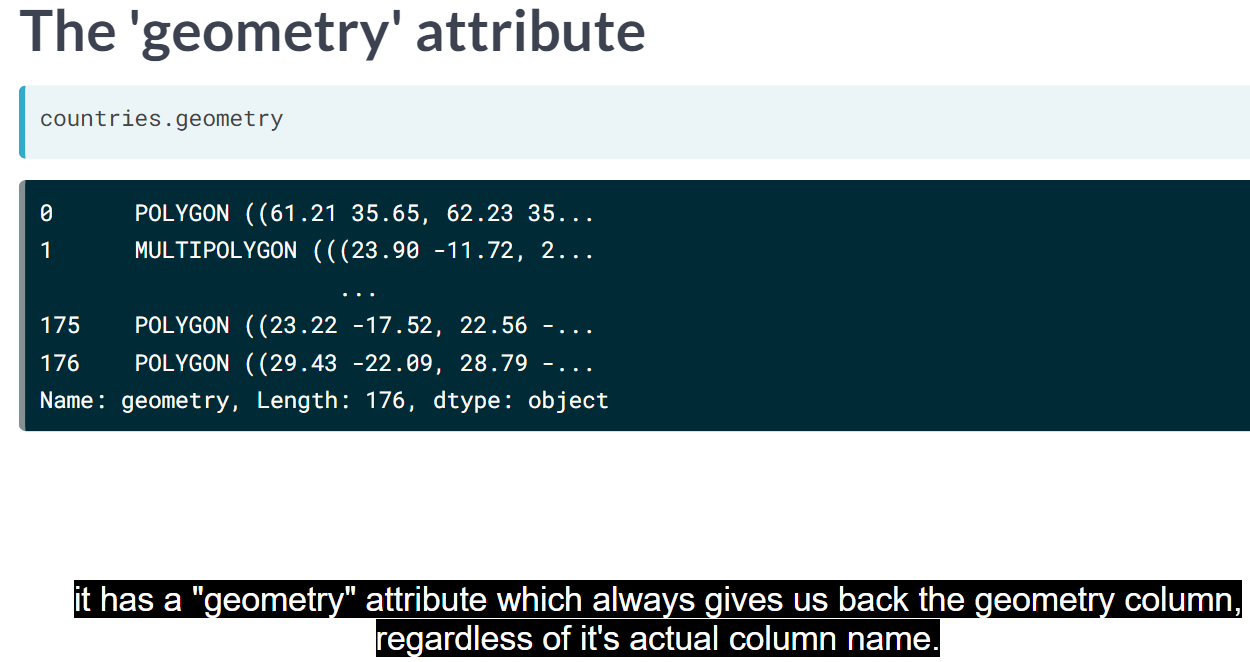 The 'geometry' attribute
countries.geometry
0      POLYGON ((61.21 35.65, 62.23 35...
1      MULTIPOLYGON (((23.90 -11.72, 2...
                      ...
175    POLYGON ((23.22 -17.52, 22.56 -...
176    POLYGON ((29.43 -22.09, 28.79 -...
Name: geometry, Length: 176, dtype: object
it has a "geometry" attribute which always gives us back the geometry column,
regardless of it's actual column name.